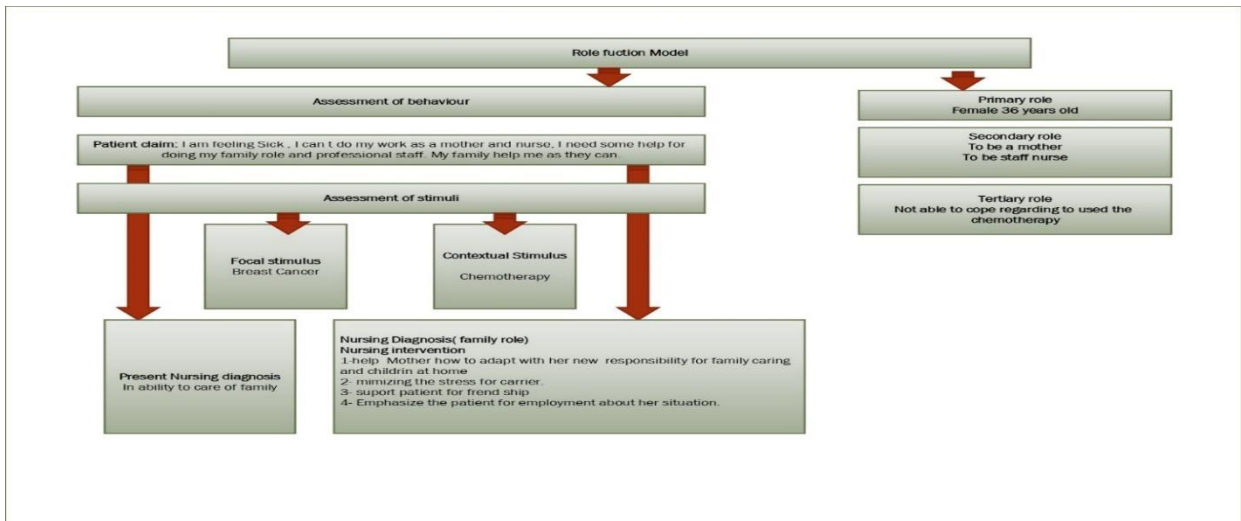 Role fuction Model
Assessment of behaviour
Patient claim: I am feeling Sick , I can t do my work as a mother and nurse, I need some help for
doing my family role and professional staff. My family help me as they can.
Assessment of stimuli
Focal stimulus
Breast Cancer
Contextual Stimulus
Chemotherapy
Present Nursing diagnosis
In ability to care of family
Nursing Diagnosis( family role)
Nursing intervention
1-help Mother how to adapt with her new responsibility for family caring
and childrin at home
2- mimizing the stress for carrier.
3- suport patient for frend ship
4- Emphasize the patient for employment about her situation.
Primary role
Female 36 years old
Secondary role
To be a mother
To be staff nurse
Tertiary role
Not able to cope regarding to used the
chemotherapy